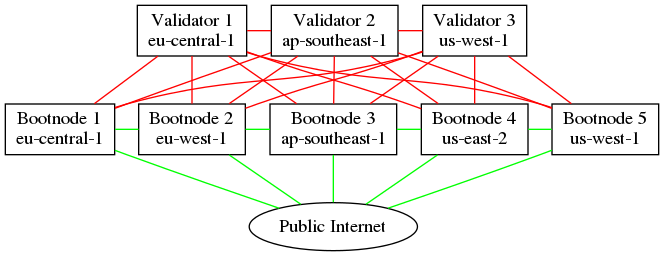 Validator 1
eu-central-1
Validator 2
ap-southeast-1
Validator 3
us-west-1
Bootnode 1
eu-central-1
Bootnode 2
eu-west-1
Bootnode 3
ap-southeast-1
Bootnode 4
us-east-2
Bootnode 5
us-west-1
Public Internet